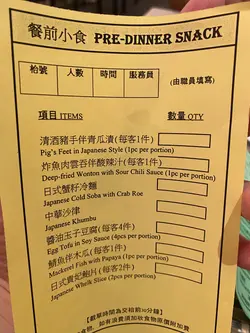 餐前小食 PRE-DINNER SNACK
枱號 人數 時間 服務員
(由職員填寫)
項目 ITEMS 數量 QTY
清酒豬手伴青瓜漬(每客1件)
Pig's Feet in Japanese Style (1pc per portion)
炸魚肉雲吞伴酸辣汁(每客1件)
Deep-fried Wonton with Sour Chili Sauce (1pc per portion)
日式蟹籽冷麵
Japanese Cold Soba with Crab Roe
中華沙律
Japanese Khumbu
醬油玉子豆腐(每客4件)
Egg Tofu in Soy Sauce (4pcs per portion)
鯖魚伴木瓜(每客1件)
Mackerel Fish with Papaya (1pc per portion)
日式貴妃鮑片(每客2件)
Japanese Whelk Slice (2pcs per portion)